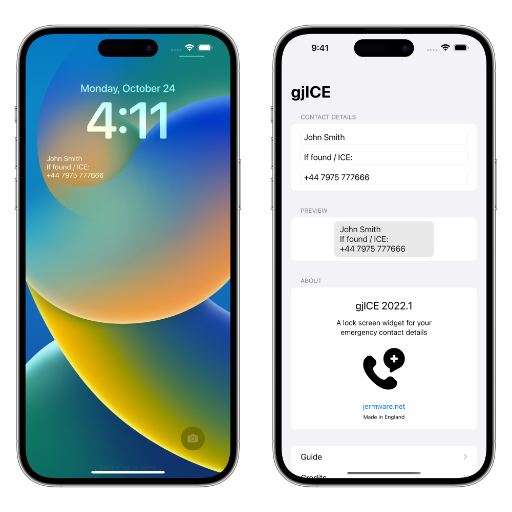 Monday, October 24
4:11
John Smith
If found / ICE:
+44 7975 777666
9:41
gjICE
CONTACT DETAILS
John Smith
If found / ICE:
+44 7975 777666
PREVIEW
John Smith
If found / ICE:
+44 7975 777666
ABOUT
gjICE 2022.1
A lock screen widget for your
emergency contact details
jermware.net
Made in England
Guide
Credits